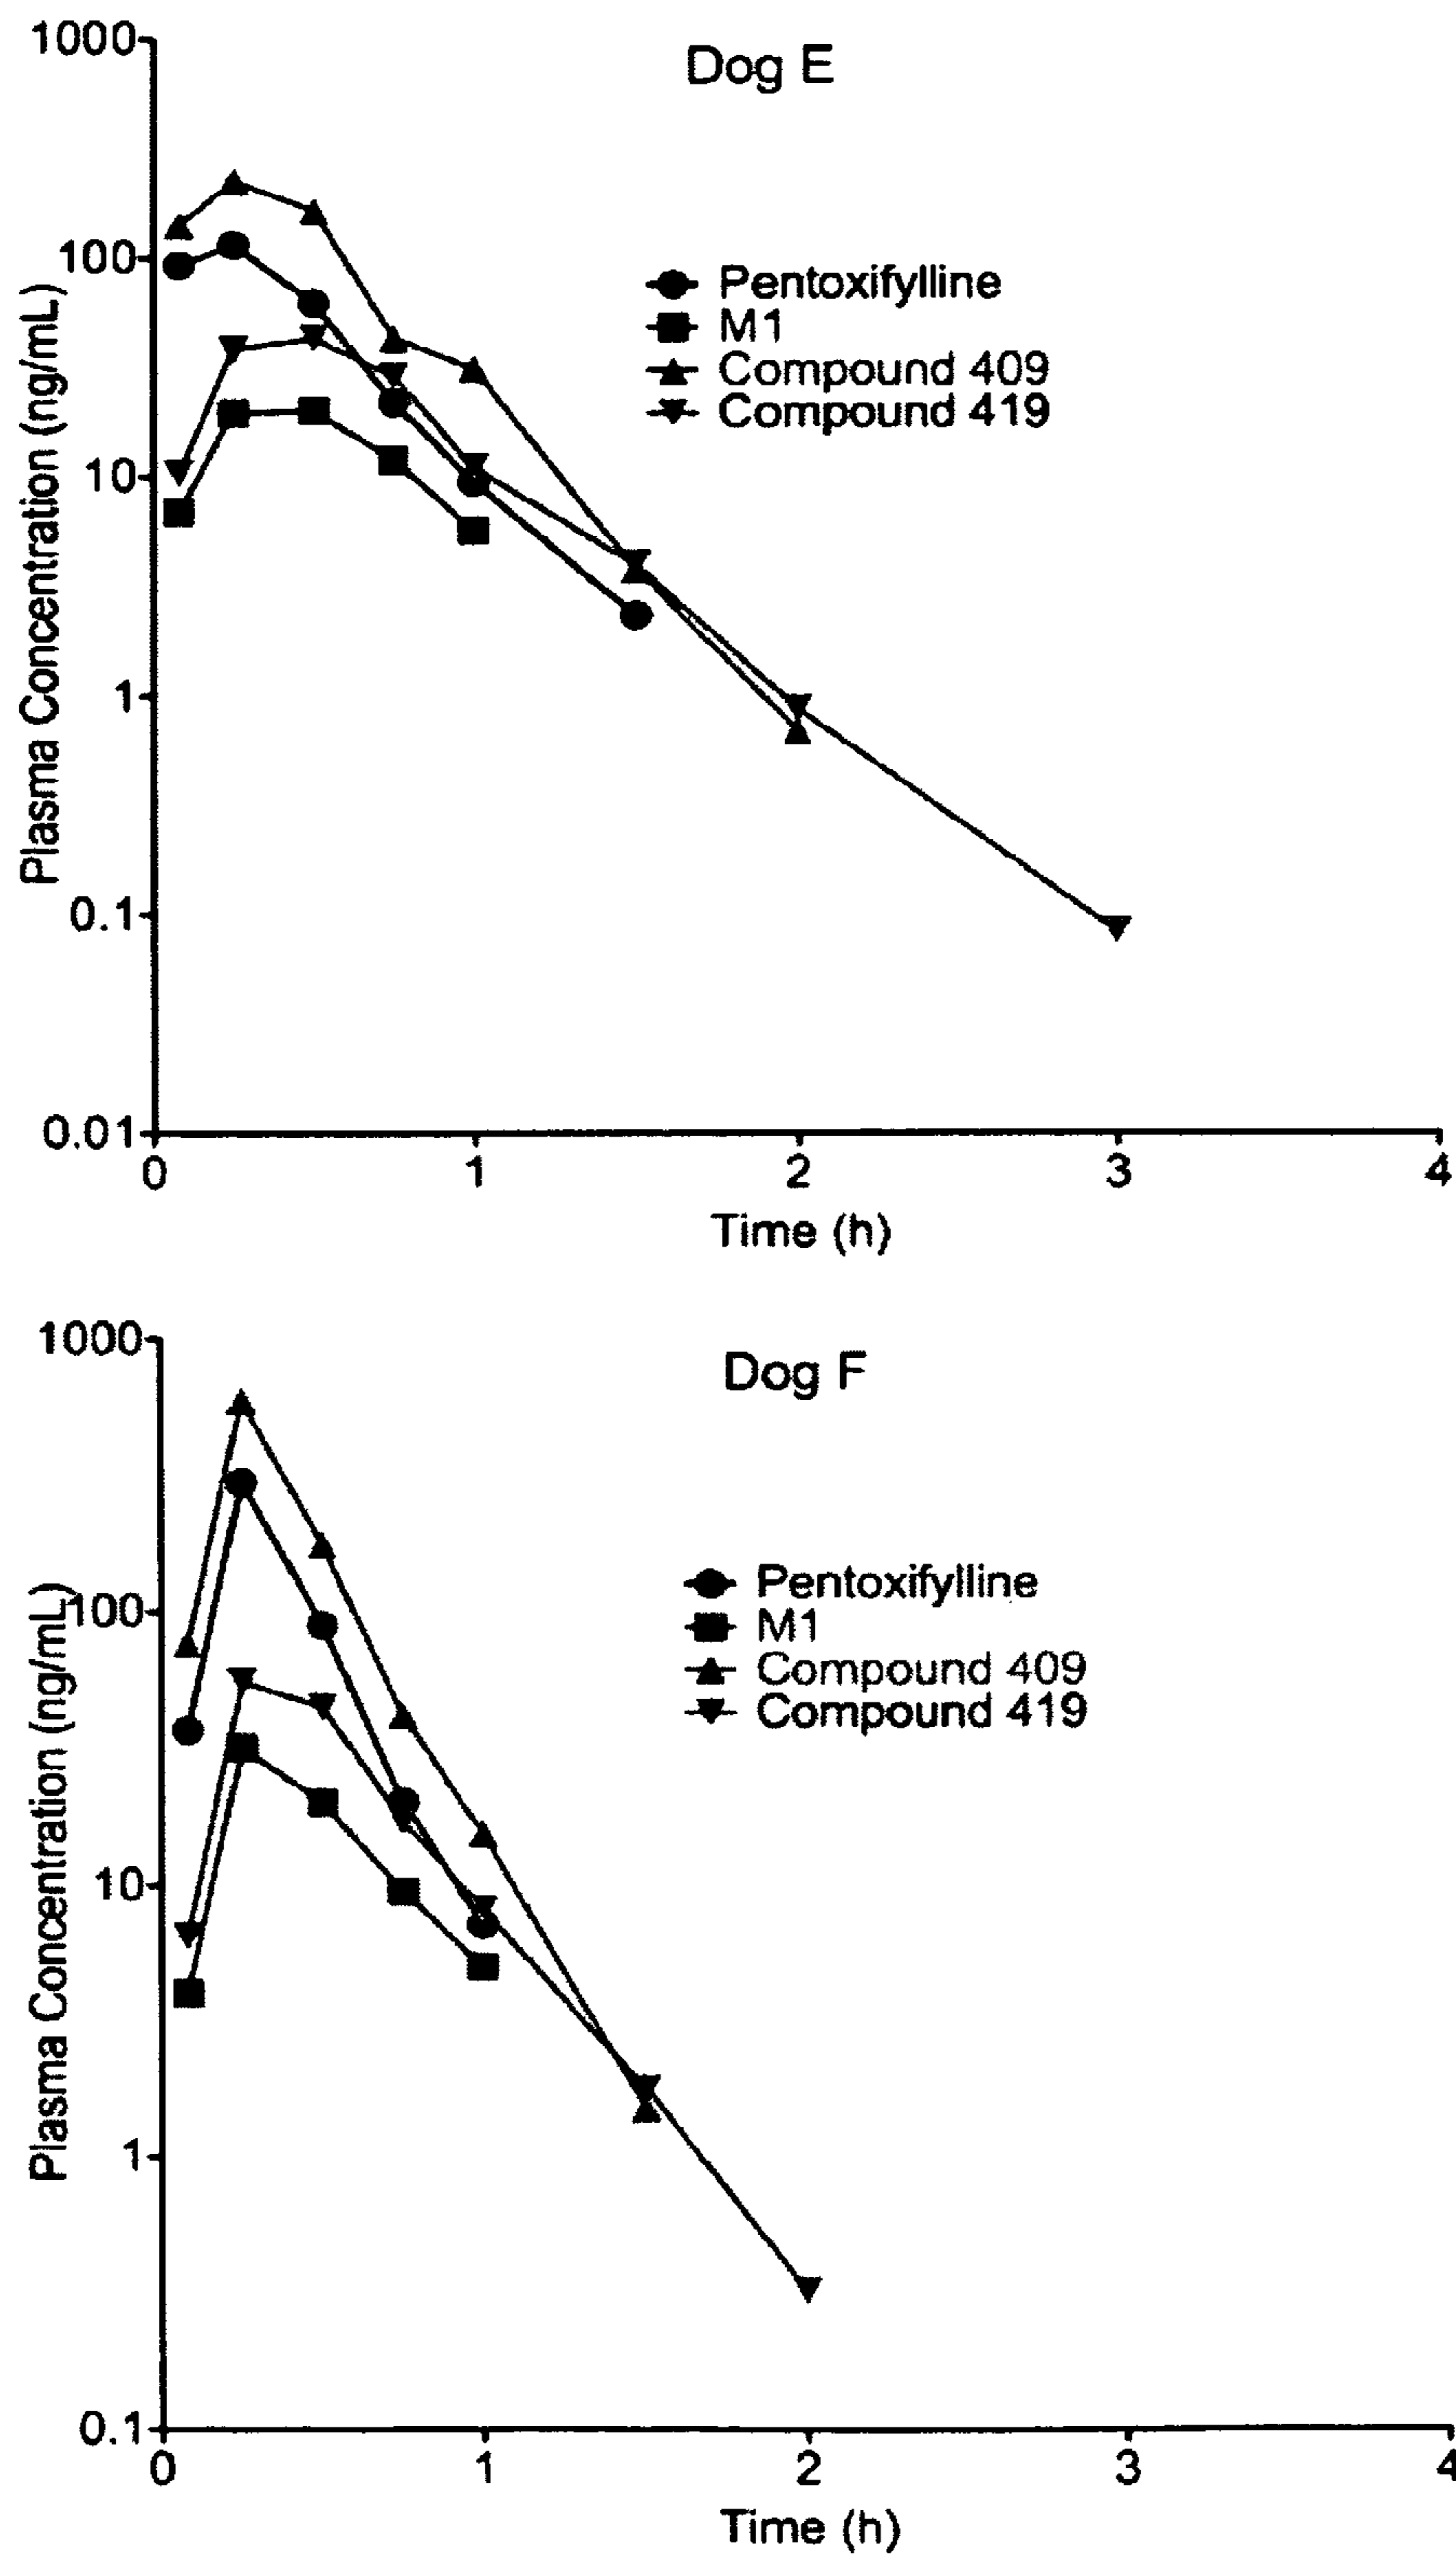 Dog E
Plasma Concentration (ng/mL)
1000
100
10
1
0.1
0.01
Pentoxifylline
M1
Compound 409
Compound 419
0 1 2 3 4
Time (h)
Dog F
Plasma Concentration (ng/mL)
1000
100
10
1
0.1
Pentoxifylline
M1
Compound 409
Compound 419
0 1 2 3 4
Time (h)